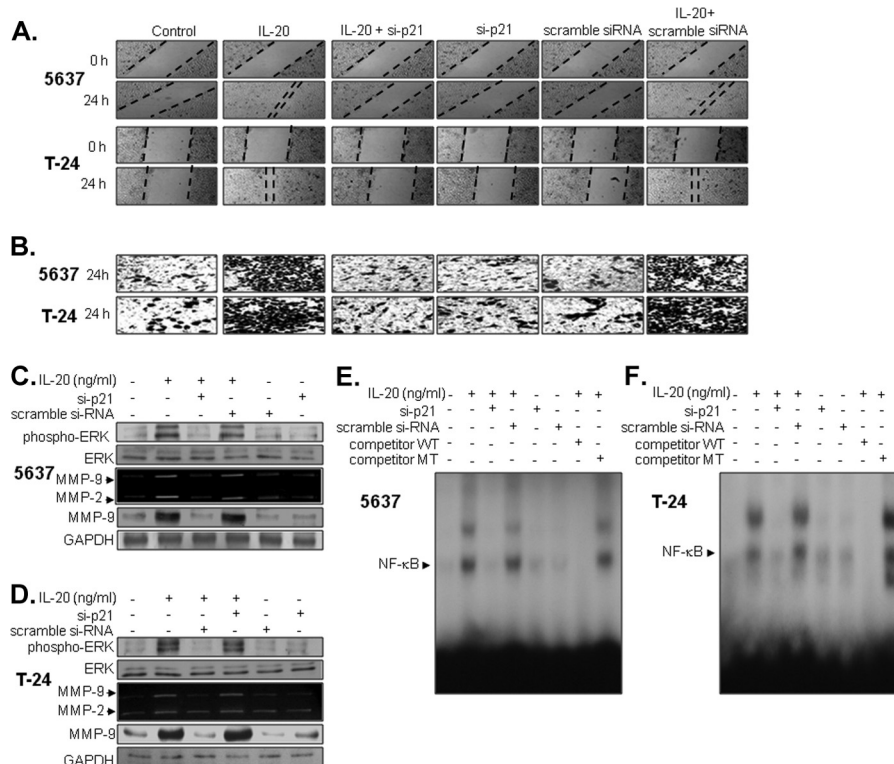 A.
Control IL-20 IL-20 + si-p21 si-p21 scramble siRNA IL-20+ scramble siRNA
5637
0 h
24 h
T-24
0 h
24 h
B.
5637 24h
T-24 24 h
C.
IL-20 (ng/ml) - + + + - -
si-p21 - - + - - +
scramble si-RNA - - - + + -
phospho-ERK
ERK
5637
MMP-9
MMP-2
MMP-9
GAPDH
D.
IL-20 (ng/ml) - + + + - -
si-p21 - - - + - +
scramble si-RNA - - + - + -
phospho-ERK
ERK
T-24
MMP-9
MMP-2
MMP-9
GAPDH
E.
IL-20 (ng/ml) - + + + - - + +
si-p21 - - + - + - - -
scramble si-RNA - - - + - + - -
competitor WT - - - - - - + -
competitor MT - - - - - - - +
5637
NF-κB
F.
IL-20 (ng/ml) - + + + - - + +
si-p21 - - + - + - - -
scramble si-RNA - - - + - + - -
competitor WT - - - - - - + -
competitor MT - - - - - - - +
T-24
NF-κB